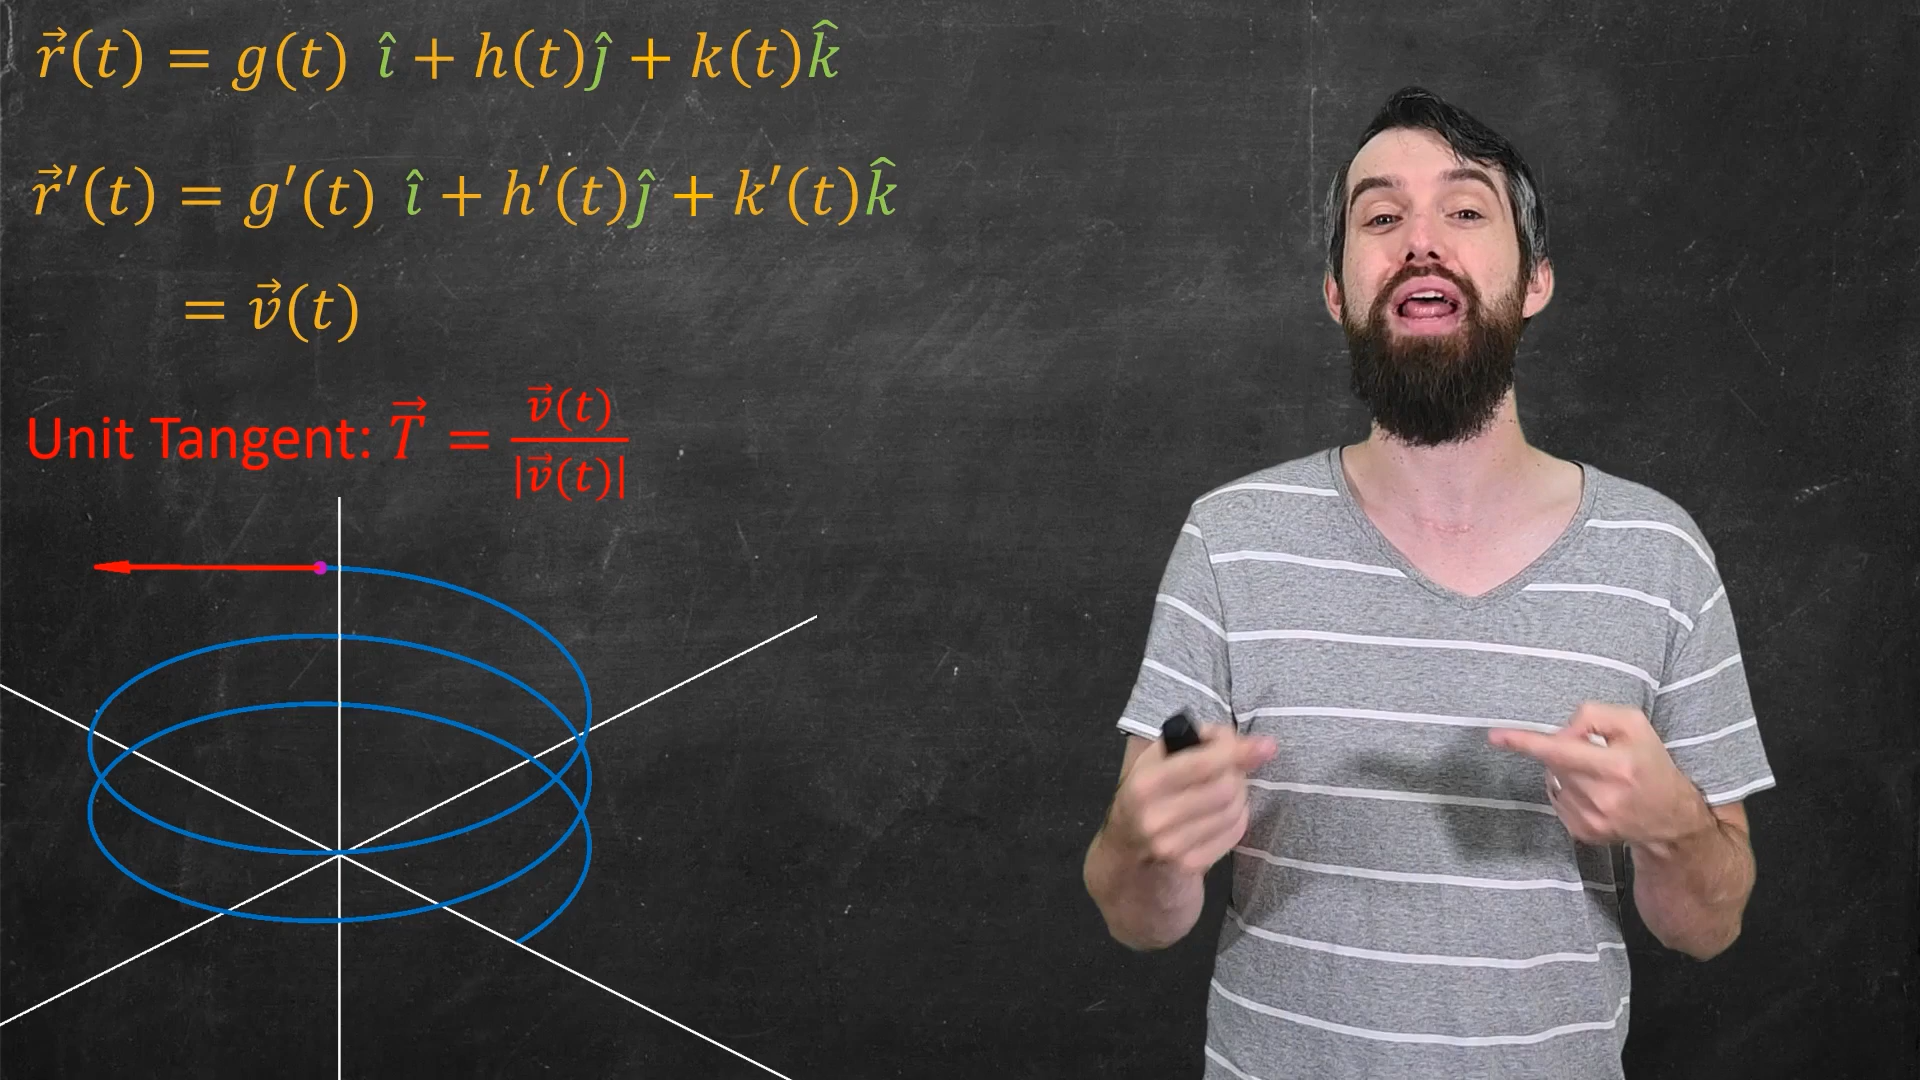 r⃗(t) = g(t) î + h(t)ĵ + k(t)k̂
r⃗′(t) = g′(t) î + h′(t)ĵ + k′(t)k̂
= v⃗(t)
Unit Tangent: T⃗ = v⃗(t) / |v⃗(t)|